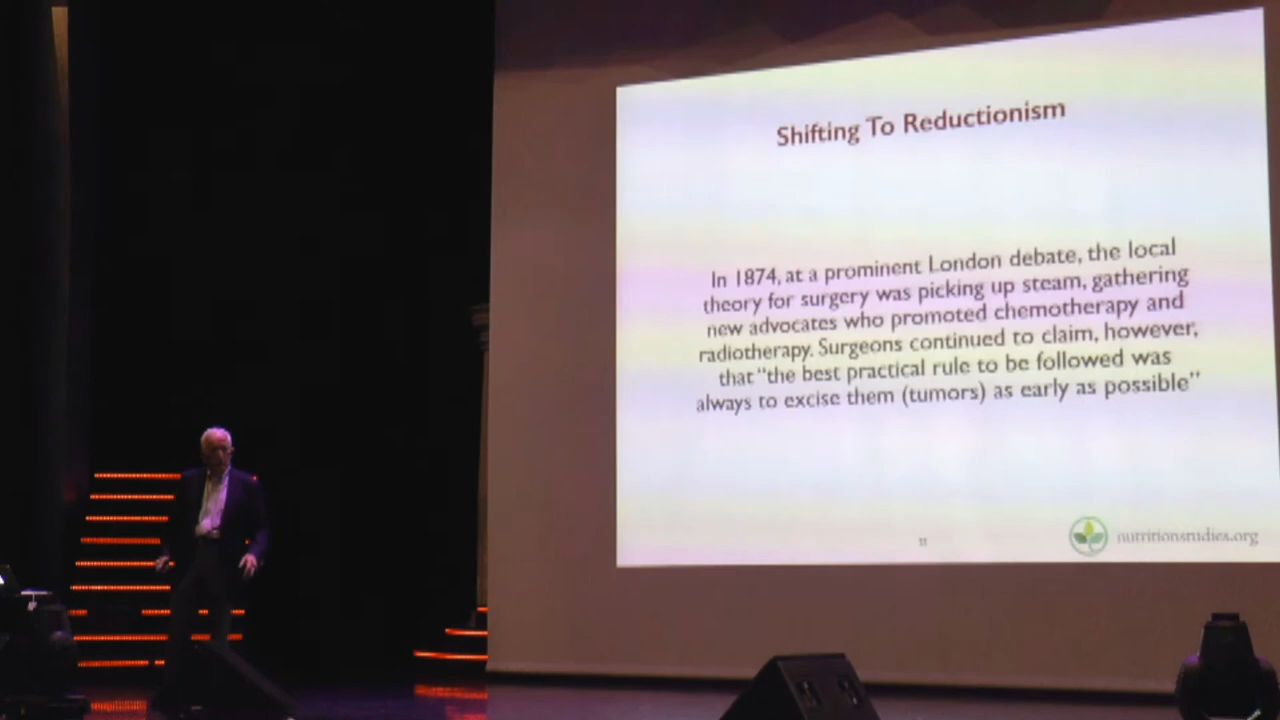 Shifting To Reductionism
In 1874, at a prominent London debate, the local
theory for surgery was picking up steam, gathering
new advocates who promoted chemotherapy and
radiotherapy. Surgeons continued to claim, however,
that "the best practical rule to be followed was
always to excise them (tumors) as early as possible"
11
nutritionstudies.org